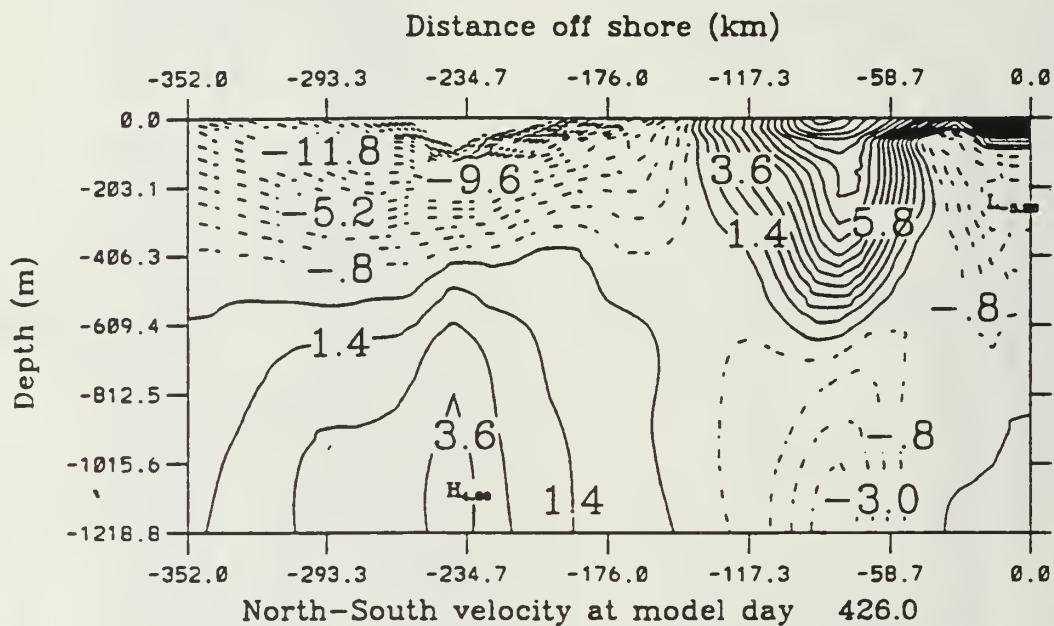 Distance off shore (km)
-352.0 -293.3 -234.7 -176.0 -117.3 -58.7 0.0
0.0
-203.1
-406.3
-609.4
-812.5
-1015.6
-1218.8
Depth (m)
-11.8
-9.6
-5.2
-.8
3.6
1.4
5.8
L
-.8
1.4
3.6
-.8
H
1.4
-3.0
-352.0 -293.3 -234.7 -176.0 -117.3 -58.7 0.0
North-South velocity at model day 426.0